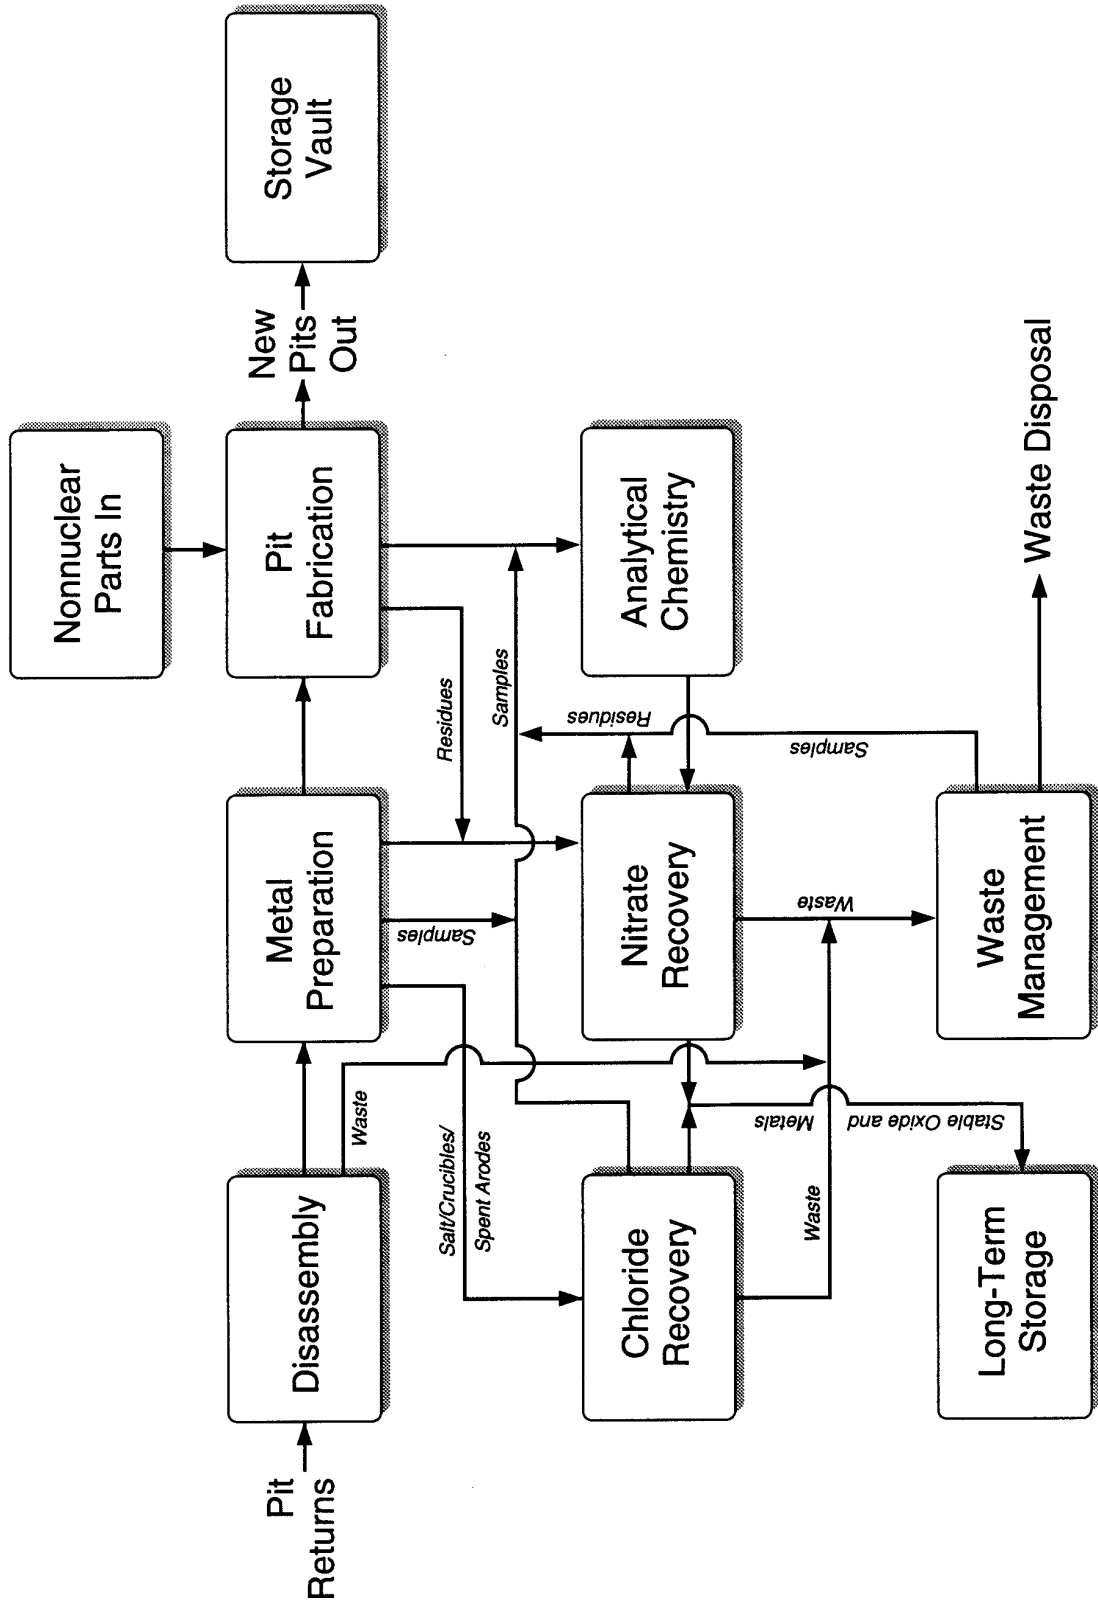 Nonnuclear
Parts In
Pit
Returns
Disassembly
Metal
Preparation
Pit
Fabrication
New
Pits
Out
Storage
Vault
Waste
Salt/Crucibles/
Spent Arodes
Samples
Residues
Samples
Chloride
Recovery
Nitrate
Recovery
Analytical
Chemistry
Residues
Samples
Metals
Stable Oxide and
Waste
Waste
Long-Term
Storage
Waste
Management
Waste Disposal